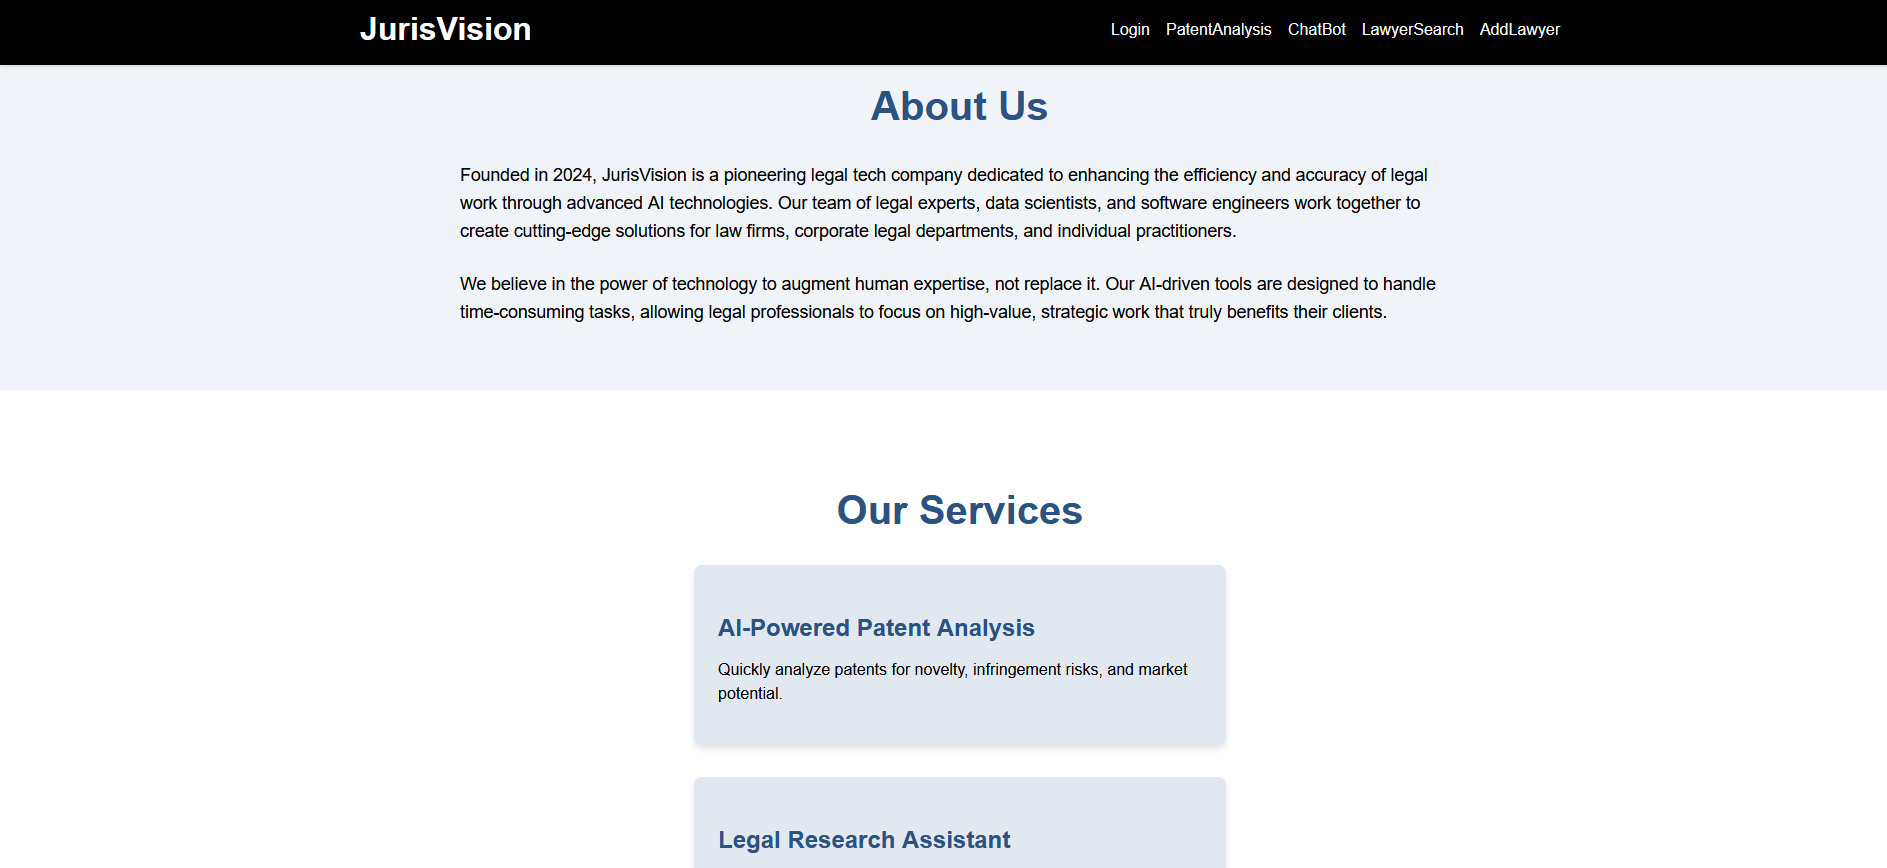 JurisVision
Login PatentAnalysis ChatBot LawyerSearch AddLawyer
About Us
Founded in 2024, JurisVision is a pioneering legal tech company dedicated to enhancing the efficiency and accuracy of legal
work through advanced AI technologies. Our team of legal experts, data scientists, and software engineers work together to
create cutting-edge solutions for law firms, corporate legal departments, and individual practitioners.
We believe in the power of technology to augment human expertise, not replace it. Our AI-driven tools are designed to handle
time-consuming tasks, allowing legal professionals to focus on high-value, strategic work that truly benefits their clients.
Our Services
AI-Powered Patent Analysis
Quickly analyze patents for novelty, infringement risks, and market
potential.
Legal Research Assistant